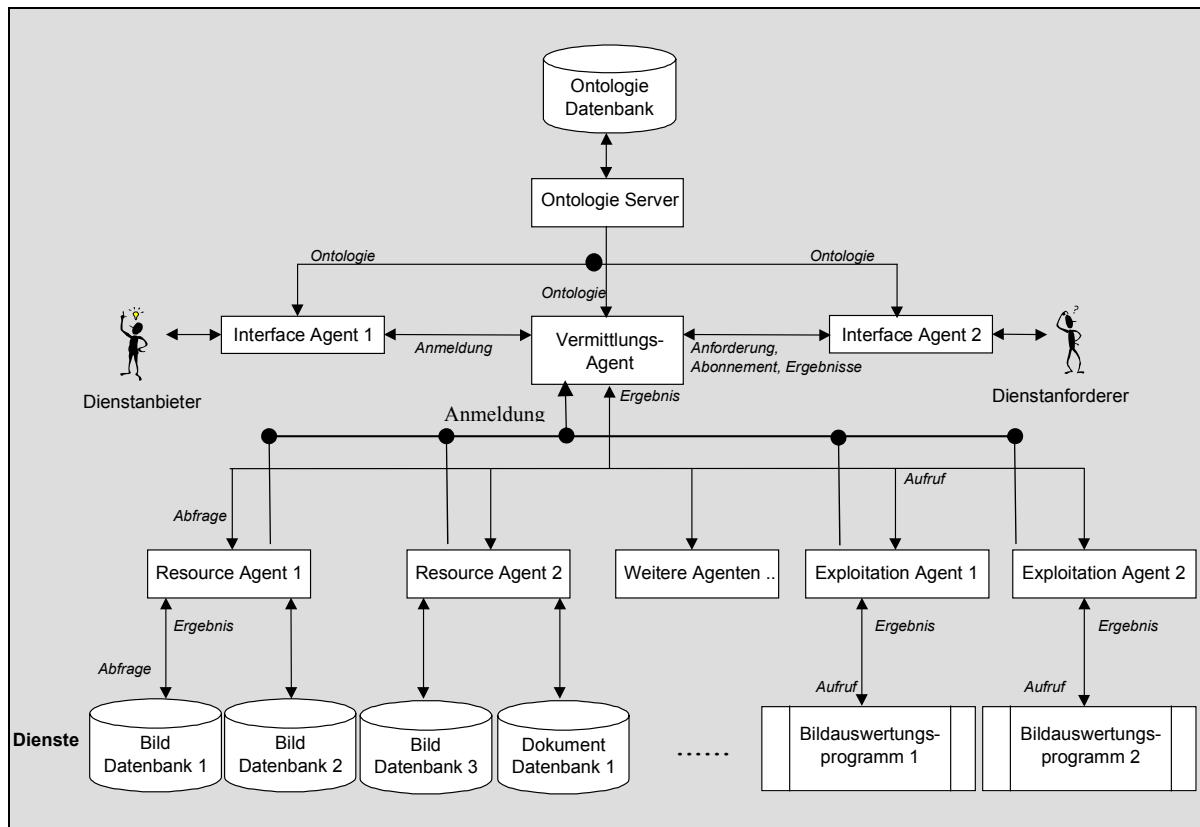 Ontologie
Datenbank
Ontologie Server
Ontologie
Ontologie
Ontologie
Interface Agent 1
Anmeldung
Vermittlungs-
Agent
Anforderung,
Abonnement, Ergebnisse
Interface Agent 2
Dienstanbieter
Dienstanforderer
Ergebnis
Anmeldung
Aufruf
Abfrage
Resource Agent 1
Resource Agent 2
Weitere Agenten ..
Exploitation Agent 1
Exploitation Agent 2
Ergebnis
Ergebnis
Ergebnis
Abfrage
Aufruf
Aufruf
Dienste
Bild
Datenbank 1
Bild
Datenbank 2
Bild
Datenbank 3
Dokument
Datenbank 1
......
Bildauswertungs-
programm 1
Bildauswertungs-
programm 2